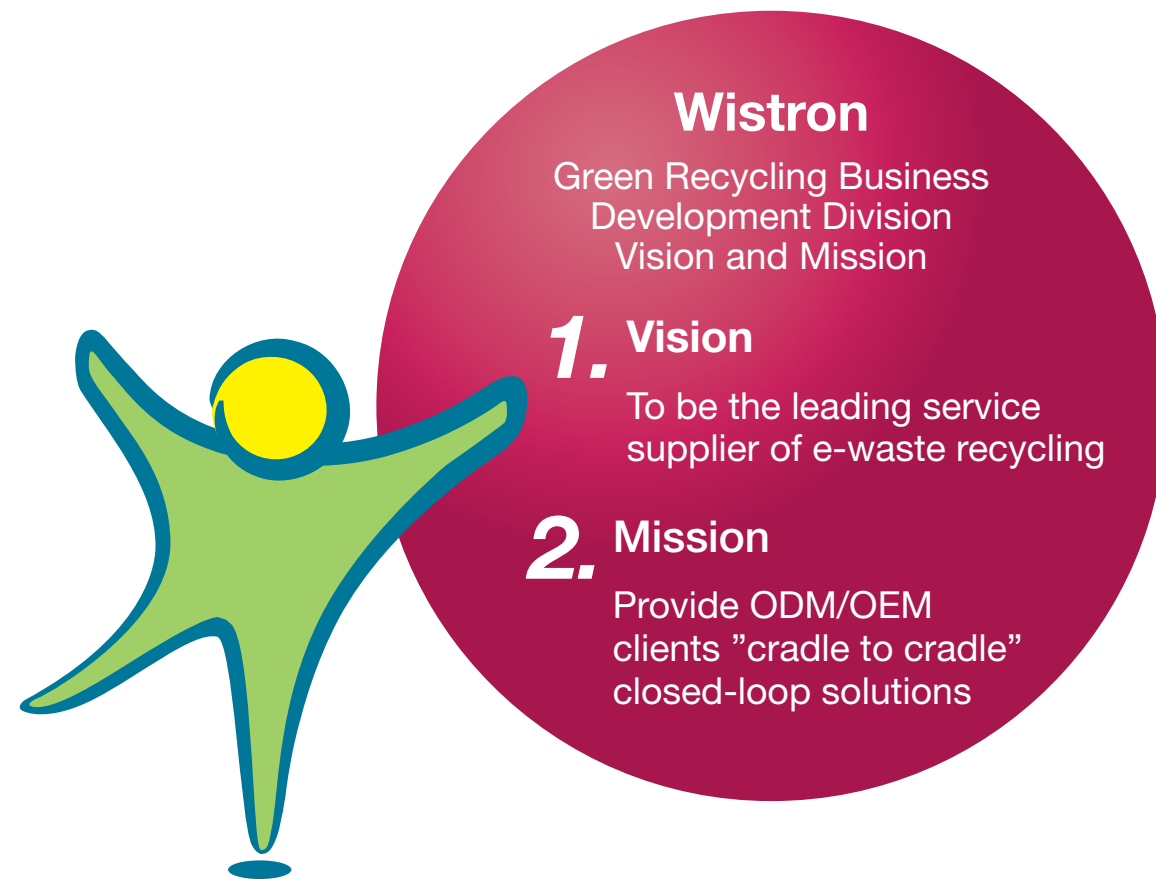 Wistron
Green Recycling Business
Development Division
Vision and Mission
1. Vision
To be the leading service
supplier of e-waste recycling
2. Mission
Provide ODM/OEM
clients ”cradle to cradle”
closed-loop solutions